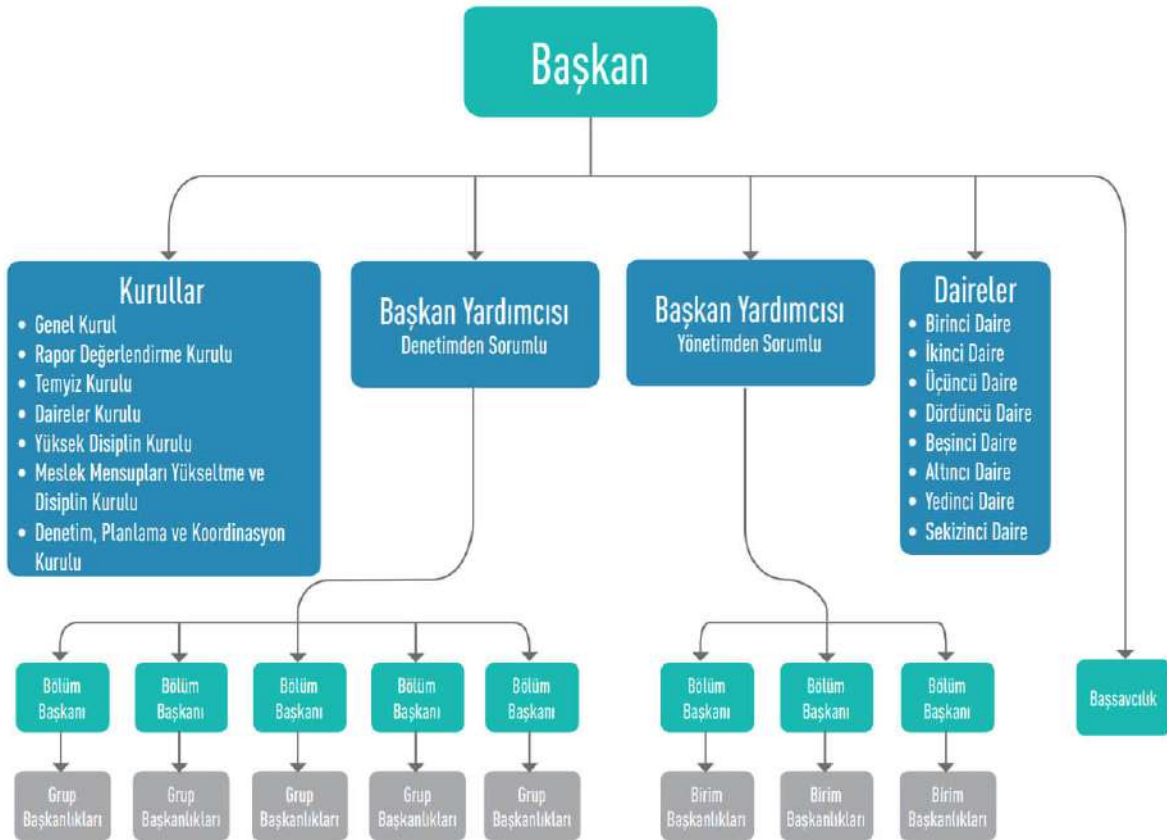 Başkan
Kurullar
• Genel Kurul
• Rapor Değerlendirme Kurulu
• Temyiz Kurulu
• Daireler Kurulu
• Yüksek Disiplin Kurulu
• Meslek Mensupları Yükseltme ve
Disiplin Kurulu
• Denetim, Planlama ve Koordinasyon
Kurulu
Başkan Yardımcısı
Denetimden Sorumlu
Başkan Yardımcısı
Yönetimden Sorumlu
Daireler
• Birinci Daire
• İkinci Daire
• Üçüncü Daire
• Dördüncü Daire
• Beşinci Daire
• Altıncı Daire
• Yedinci Daire
• Sekizinci Daire
Bölüm
Başkanı
Bölüm
Başkanı
Bölüm
Başkanı
Bölüm
Başkanı
Bölüm
Başkanı
Bölüm
Başkanı
Bölüm
Başkanı
Bölüm
Başkanı
Başsavcılık
Grup
Başkanlıkları
Grup
Başkanlıkları
Grup
Başkanlıkları
Grup
Başkanlıkları
Grup
Başkanlıkları
Birim
Başkanlıkları
Birim
Başkanlıkları
Birim
Başkanlıkları